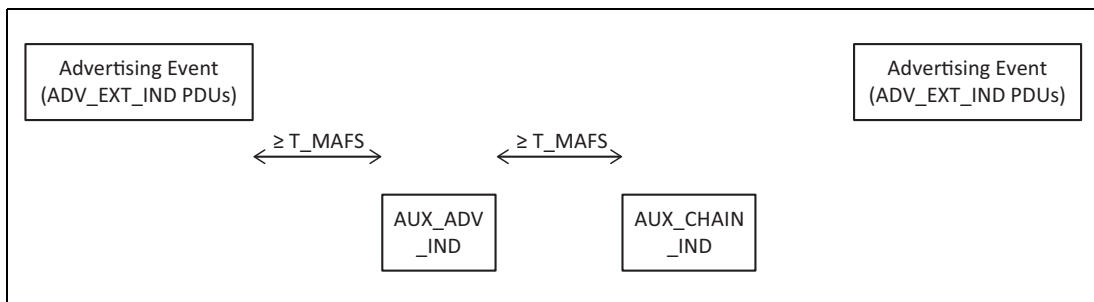 Advertising Event
(ADV_EXT_IND PDUs)
Advertising Event
(ADV_EXT_IND PDUs)
≥ T_MAFS
≥ T_MAFS
AUX_ADV
_IND
AUX_CHAIN
_IND